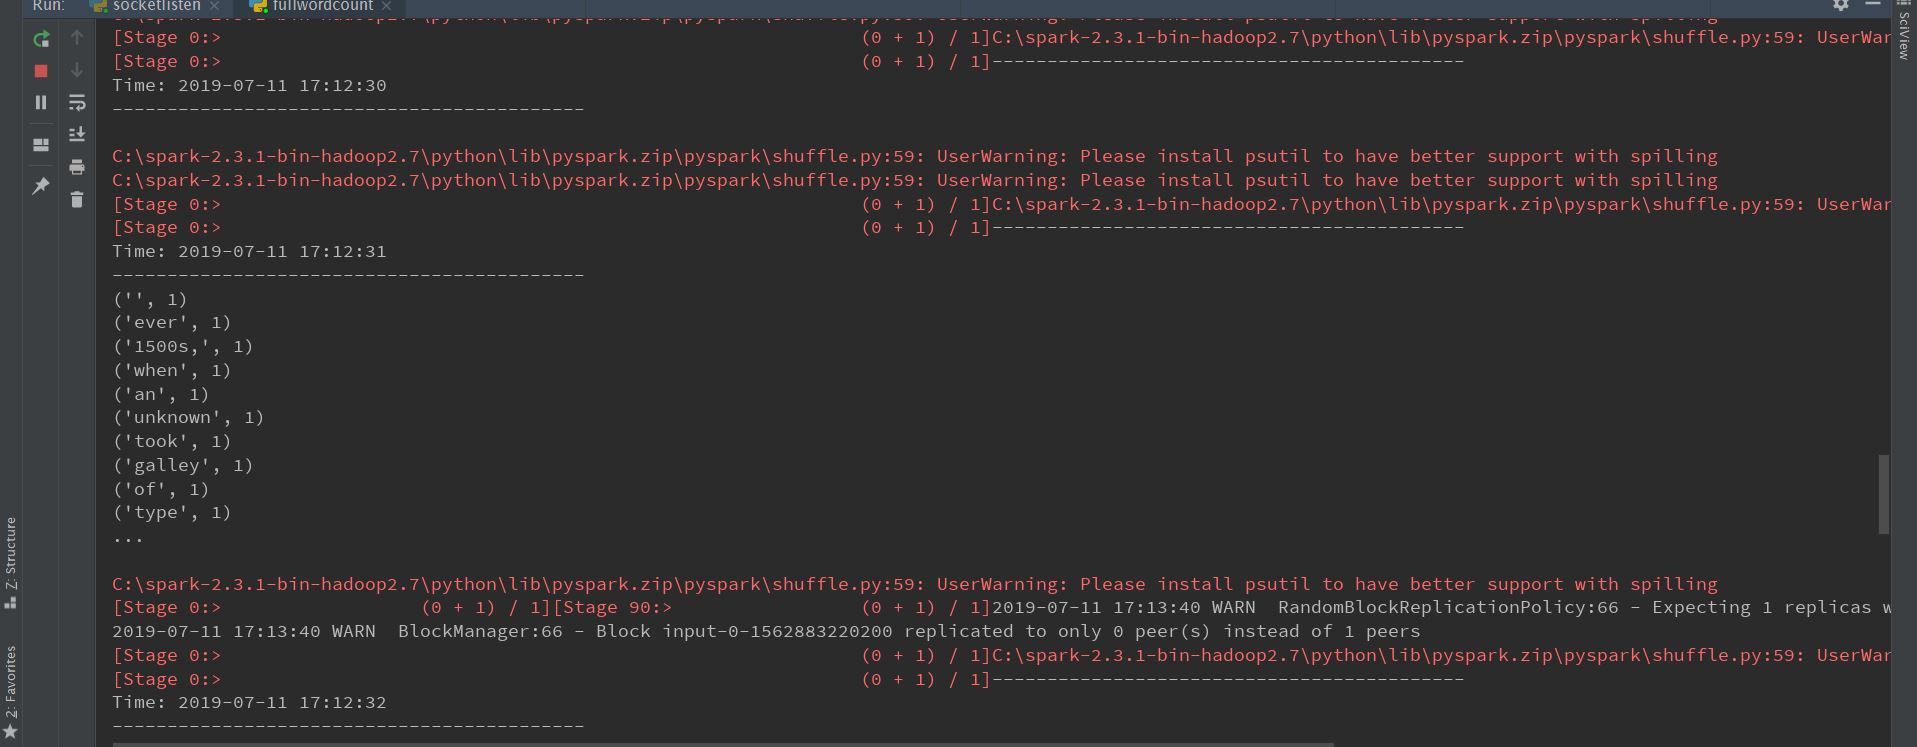 Run: socketlisten × fullwordcount ×
UserWarning: Please install psutil to have better support with spilling
[Stage 0:> (0 + 1) / 1]C:\spark-2.3.1-bin-hadoop2.7\python\lib\pyspark.zip\pyspark\shuffle.py:59: UserWar
[Stage 0:> (0 + 1) / 1]-------------------------------------------
Time: 2019-07-11 17:12:30
-------------------------------------------
C:\spark-2.3.1-bin-hadoop2.7\python\lib\pyspark.zip\pyspark\shuffle.py:59: UserWarning: Please install psutil to have better support with spilling
C:\spark-2.3.1-bin-hadoop2.7\python\lib\pyspark.zip\pyspark\shuffle.py:59: UserWarning: Please install psutil to have better support with spilling
[Stage 0:> (0 + 1) / 1]C:\spark-2.3.1-bin-hadoop2.7\python\lib\pyspark.zip\pyspark\shuffle.py:59: UserWar
[Stage 0:> (0 + 1) / 1]-------------------------------------------
Time: 2019-07-11 17:12:31
-------------------------------------------
('', 1)
('ever', 1)
('1500s,', 1)
('when', 1)
('an', 1)
('unknown', 1)
('took', 1)
('galley', 1)
('of', 1)
('type', 1)
...
C:\spark-2.3.1-bin-hadoop2.7\python\lib\pyspark.zip\pyspark\shuffle.py:59: UserWarning: Please install psutil to have better support with spilling
[Stage 0:> (0 + 1) / 1][Stage 90:> (0 + 1) / 1]2019-07-11 17:13:40 WARN  RandomBlockReplicationPolicy:66 - Expecting 1 replicas w
2019-07-11 17:13:40 WARN  BlockManager:66 - Block input-0-1562883220200 replicated to only 0 peer(s) instead of 1 peers
[Stage 0:> (0 + 1) / 1]C:\spark-2.3.1-bin-hadoop2.7\python\lib\pyspark.zip\pyspark\shuffle.py:59: UserWar
[Stage 0:> (0 + 1) / 1]-------------------------------------------
Time: 2019-07-11 17:12:32
-------------------------------------------
Z: Structure
2: Favorites
SciView